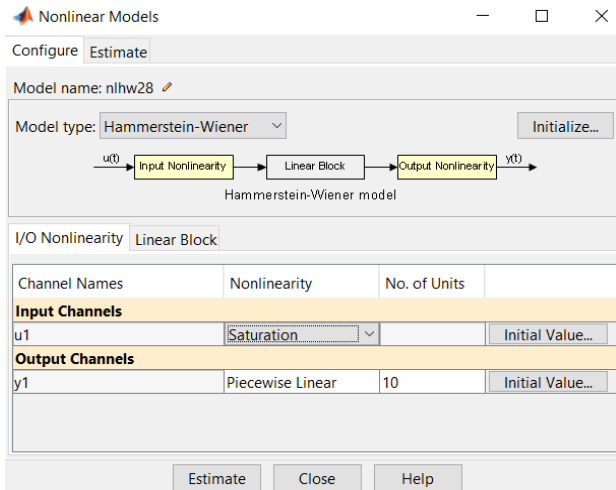 Nonlinear Models
Configure Estimate
Model name: nlhw28
Model type: Hammerstein-Wiener Initialize...
u(t) Input Nonlinearity Linear Block Output Nonlinearity y(t)
Hammerstein-Wiener model
I/O Nonlinearity Linear Block
Channel Names Nonlinearity No. of Units
Input Channels
u1 Saturation Initial Value...
Output Channels
y1 Piecewise Linear 10 Initial Value...
Estimate Close Help